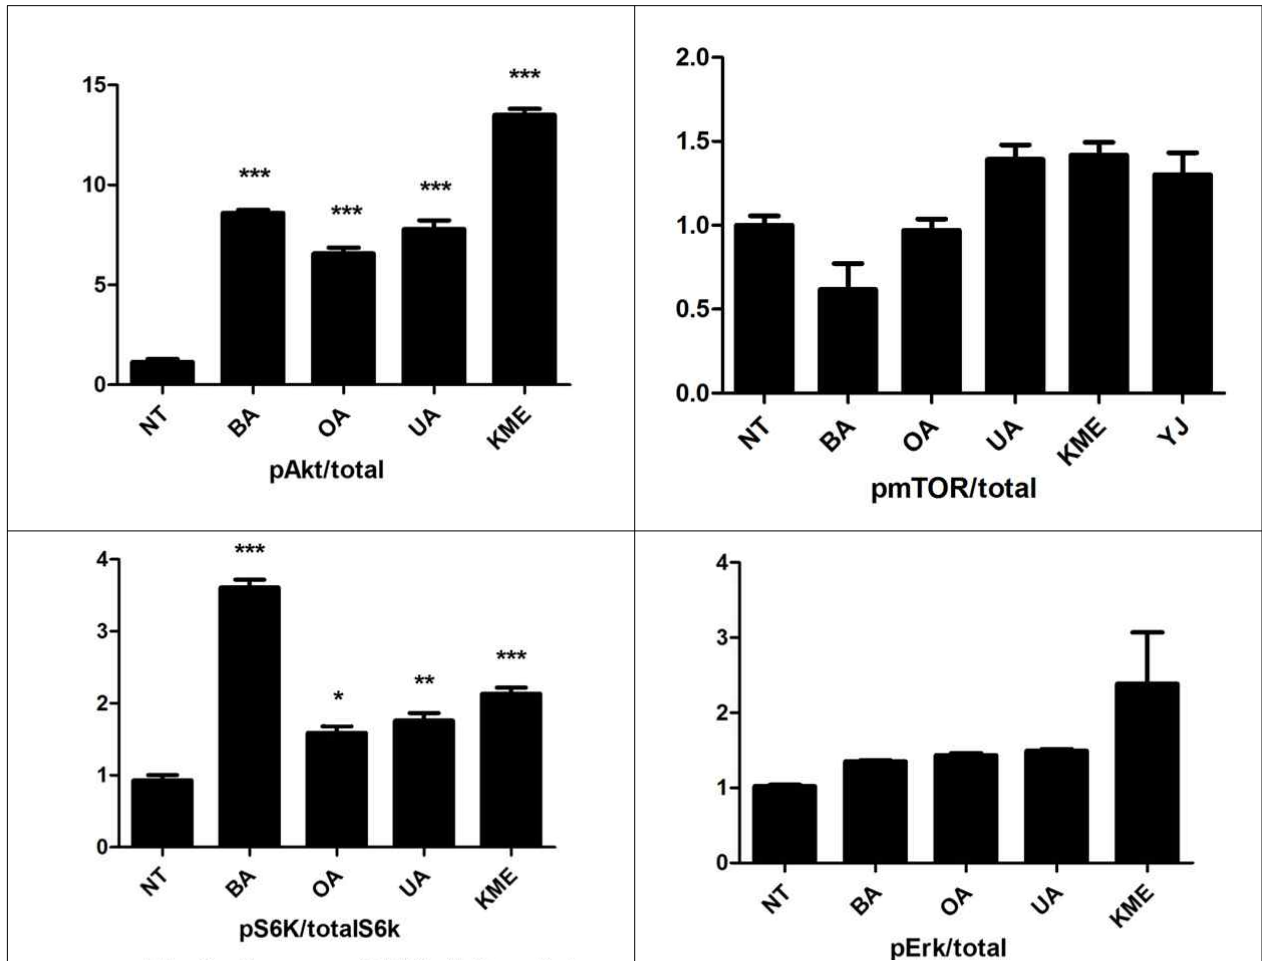 15
10
5
0
***
***
***
***
NT
BA
OA
UA
KME
pAkt/total
2.0
1.5
1.0
0.5
0.0
NT
BA
OA
UA
KME
YJ
pmTOR/total
4
3
2
1
0
***
*
**
***
NT
BA
OA
UA
KME
pS6K/totalS6k
4
3
2
1
0
NT
BA
OA
UA
KME
pErk/total